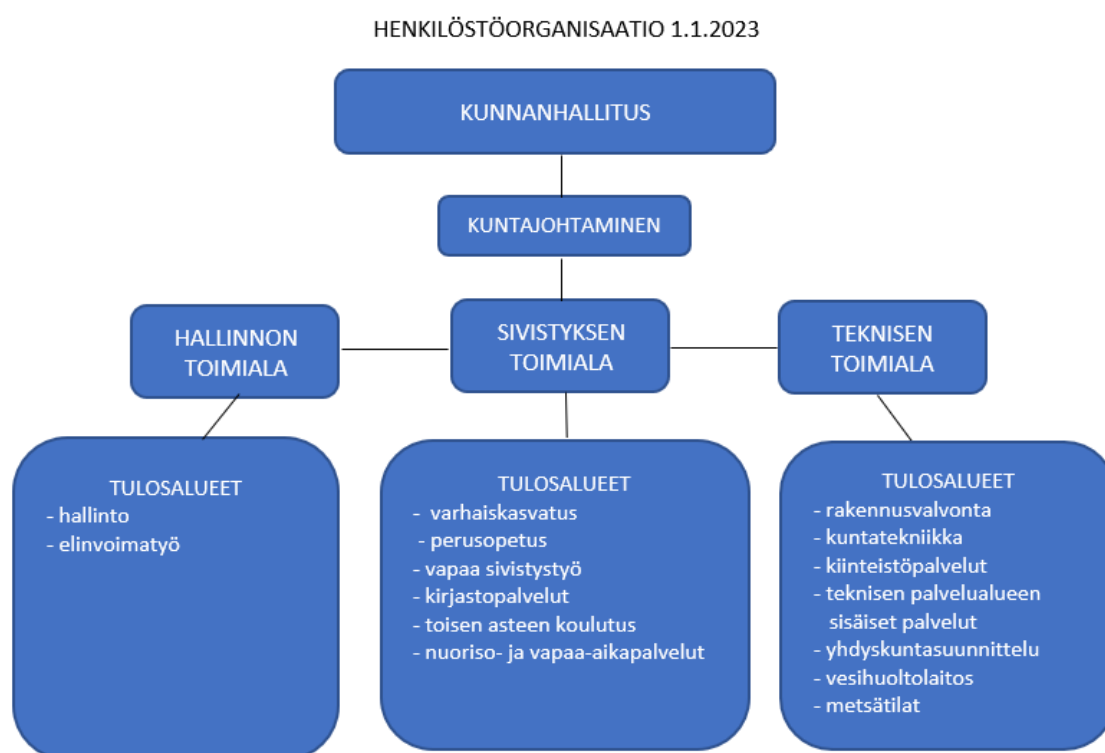 HENKILÖSTÖORGANISAATIO 1.1.2023
KUNNANHALLITUS
KUNTAJOHTAMINEN
HALLINNON
TOIMIALA
SIVISTYKSEN
TOIMIALA
TEKNISEN
TOIMIALA
TULOSALUEET
- hallinto
- elinvoimatyö
TULOSALUEET
- varhaiskasvatus
- perusopetus
- vapaa sivistystyö
- kirjastopalvelut
- toisen asteen koulutus
- nuoriso- ja vapaa-aikapalvelut
TULOSALUEET
- rakennusvalvonta
- kuntatekniikka
- kiinteistöpalvelut
- teknisen palvelualueen
sisäiset palvelut
- yhdyskuntasuunnittelu
- vesihuoltolaitos
- metsätilat